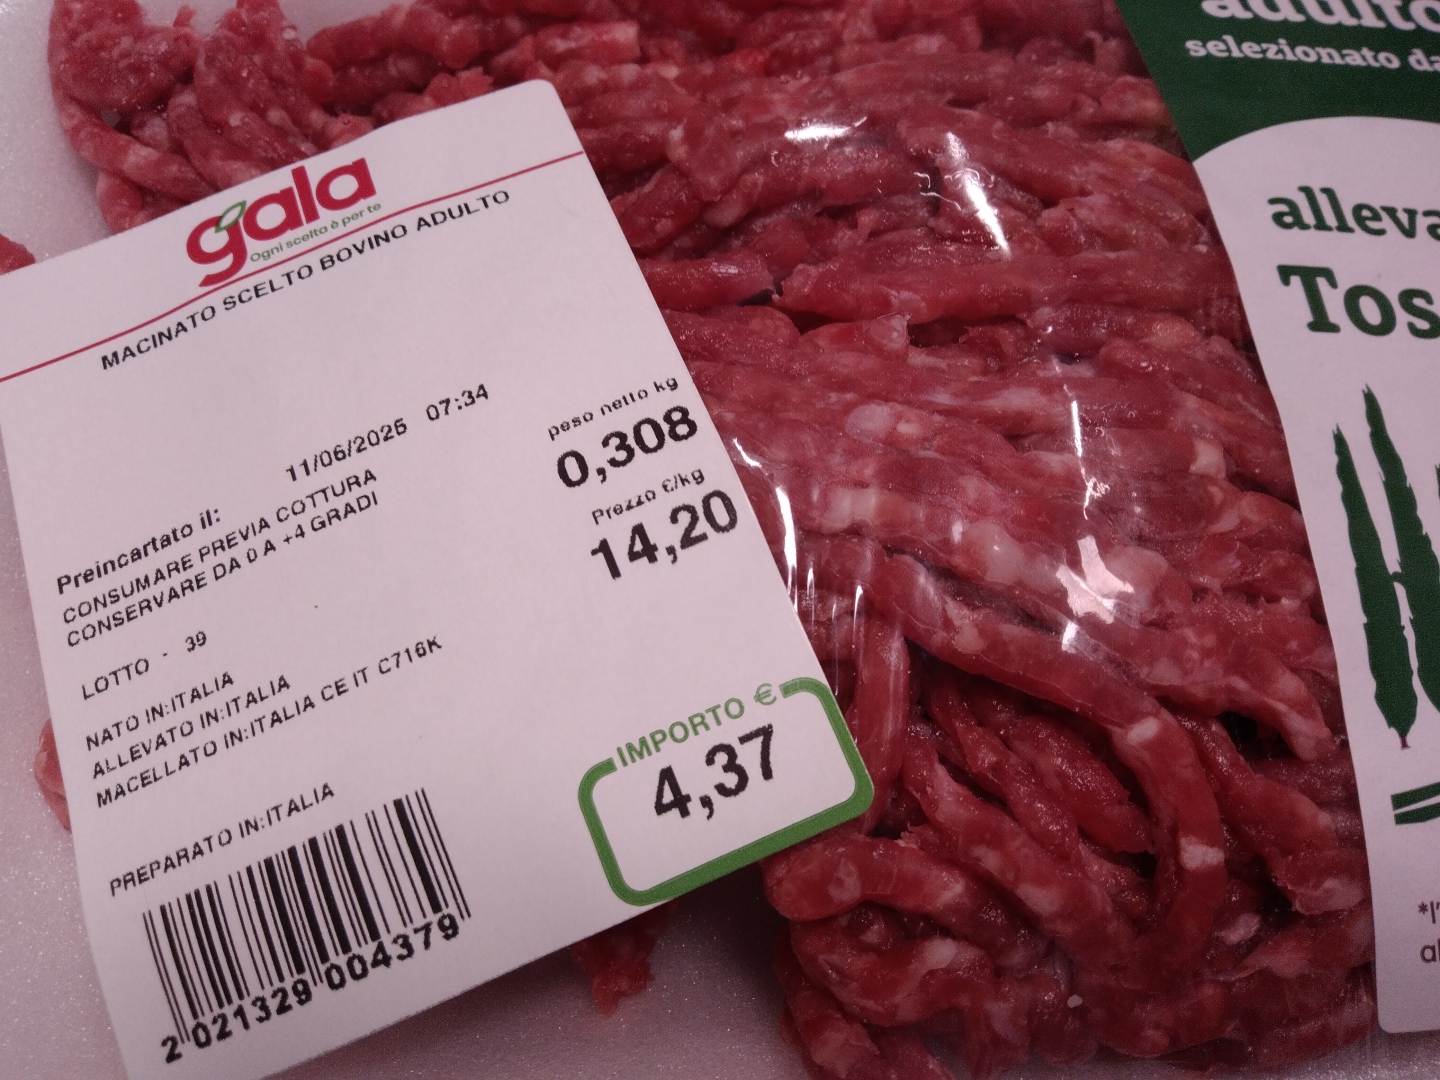 gala
ogni scelta è per te
MACINATO SCELTO BOVINO ADULTO
Preincartato il: 11/06/2025 07:34
CONSUMARE PREVIA COTTURA
CONSERVARE DA 0 A +4 GRADI
peso netto kg
0,308
Prezzo €/kg
14,20
LOTTO - 39
NATO IN:ITALIA
ALLEVATO IN:ITALIA
MACELLATO IN:ITALIA CE IT C716K
PREPARATO IN:ITALIA
IMPORTO €
4,37
2 021329 004379
adulto
selezionato da
alleva
Tos
*l'
al